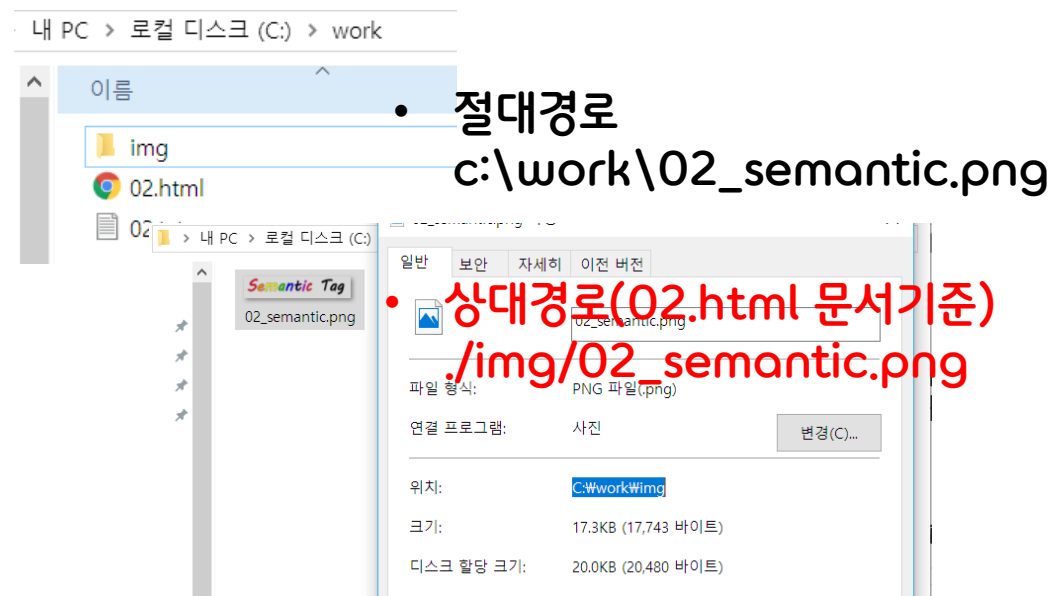 내 PC > 로컬 디스크 (C:) > work
이름
img
02.html
• 절대경로
c:\work\02_semantic.png
> 내 PC > 로컬 디스크 (C:)
Semantic Tag
02_semantic.png
02_semantic.png
일반 보안 자세히 이전 버전
• 상대경로(02.html 문서기준)
./img/02_semantic.png
02_semantic.png
파일 형식: PNG 파일(.png)
연결 프로그램: 사진
변경(C)...
위치: C:₩work₩img
크기: 17.3KB (17,743 바이트)
디스크 할당 크기: 20.0KB (20,480 바이트)